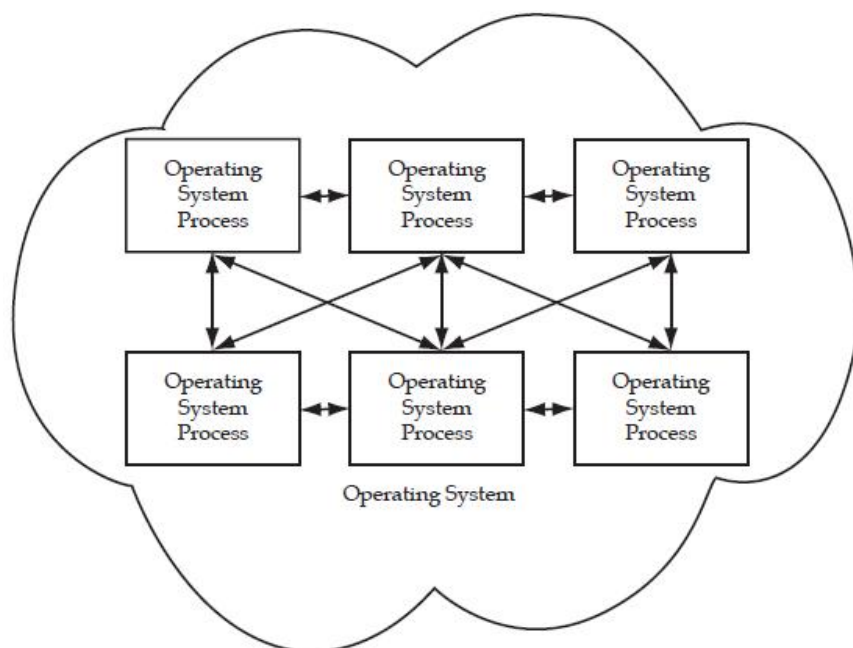 Operating
System
Process
Operating
System
Process
Operating
System
Process
Operating
System
Process
Operating
System
Process
Operating
System
Process
Operating System